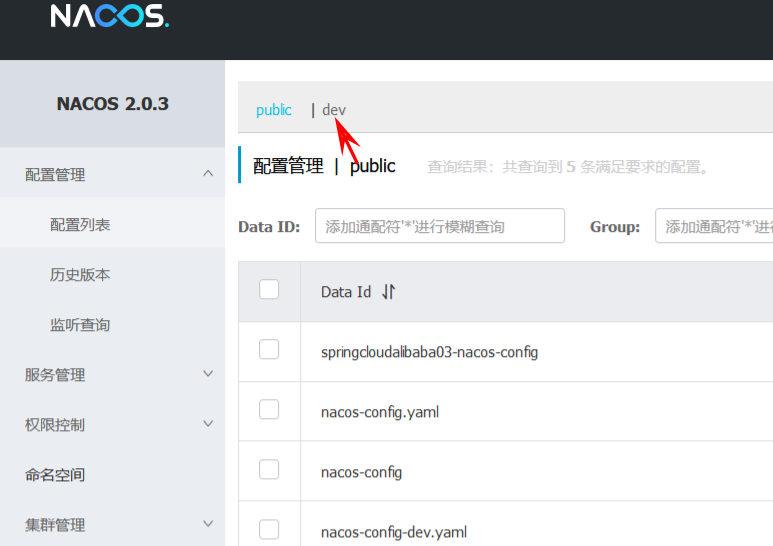 NACOS.
NACOS 2.0.3
public | dev
配置管理
配置管理 | public 查询结果：共查询到 5 条满足要求的配置。
配置列表
Data ID: 添加通配符'*'进行模糊查询 Group: 添加通配符'*'进
历史版本
Data Id
监听查询
springcloudalibaba03-nacos-config
服务管理
nacos-config.yaml
权限控制
nacos-config
命名空间
nacos-config-dev.yaml
集群管理